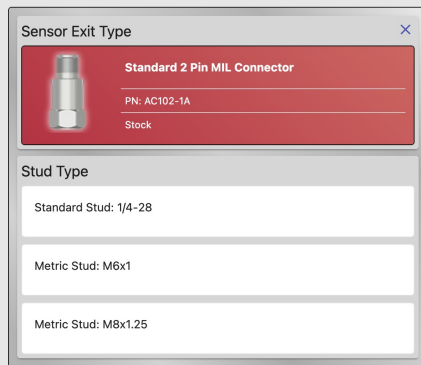 Sensor Exit Type
Standard 2 Pin MIL Connector
PN: AC102-1A
Stock
Stud Type
Standard Stud: 1/4-28
Metric Stud: M6x1
Metric Stud: M8x1.25